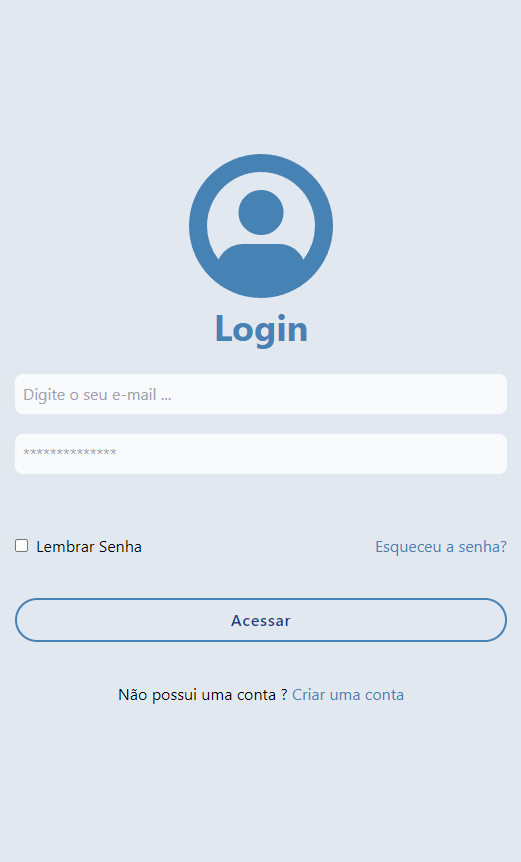 Login
Digite o seu e-mail ...
**************
Lembrar Senha
Esqueceu a senha?
Acessar
Não possui uma conta ? Criar uma conta